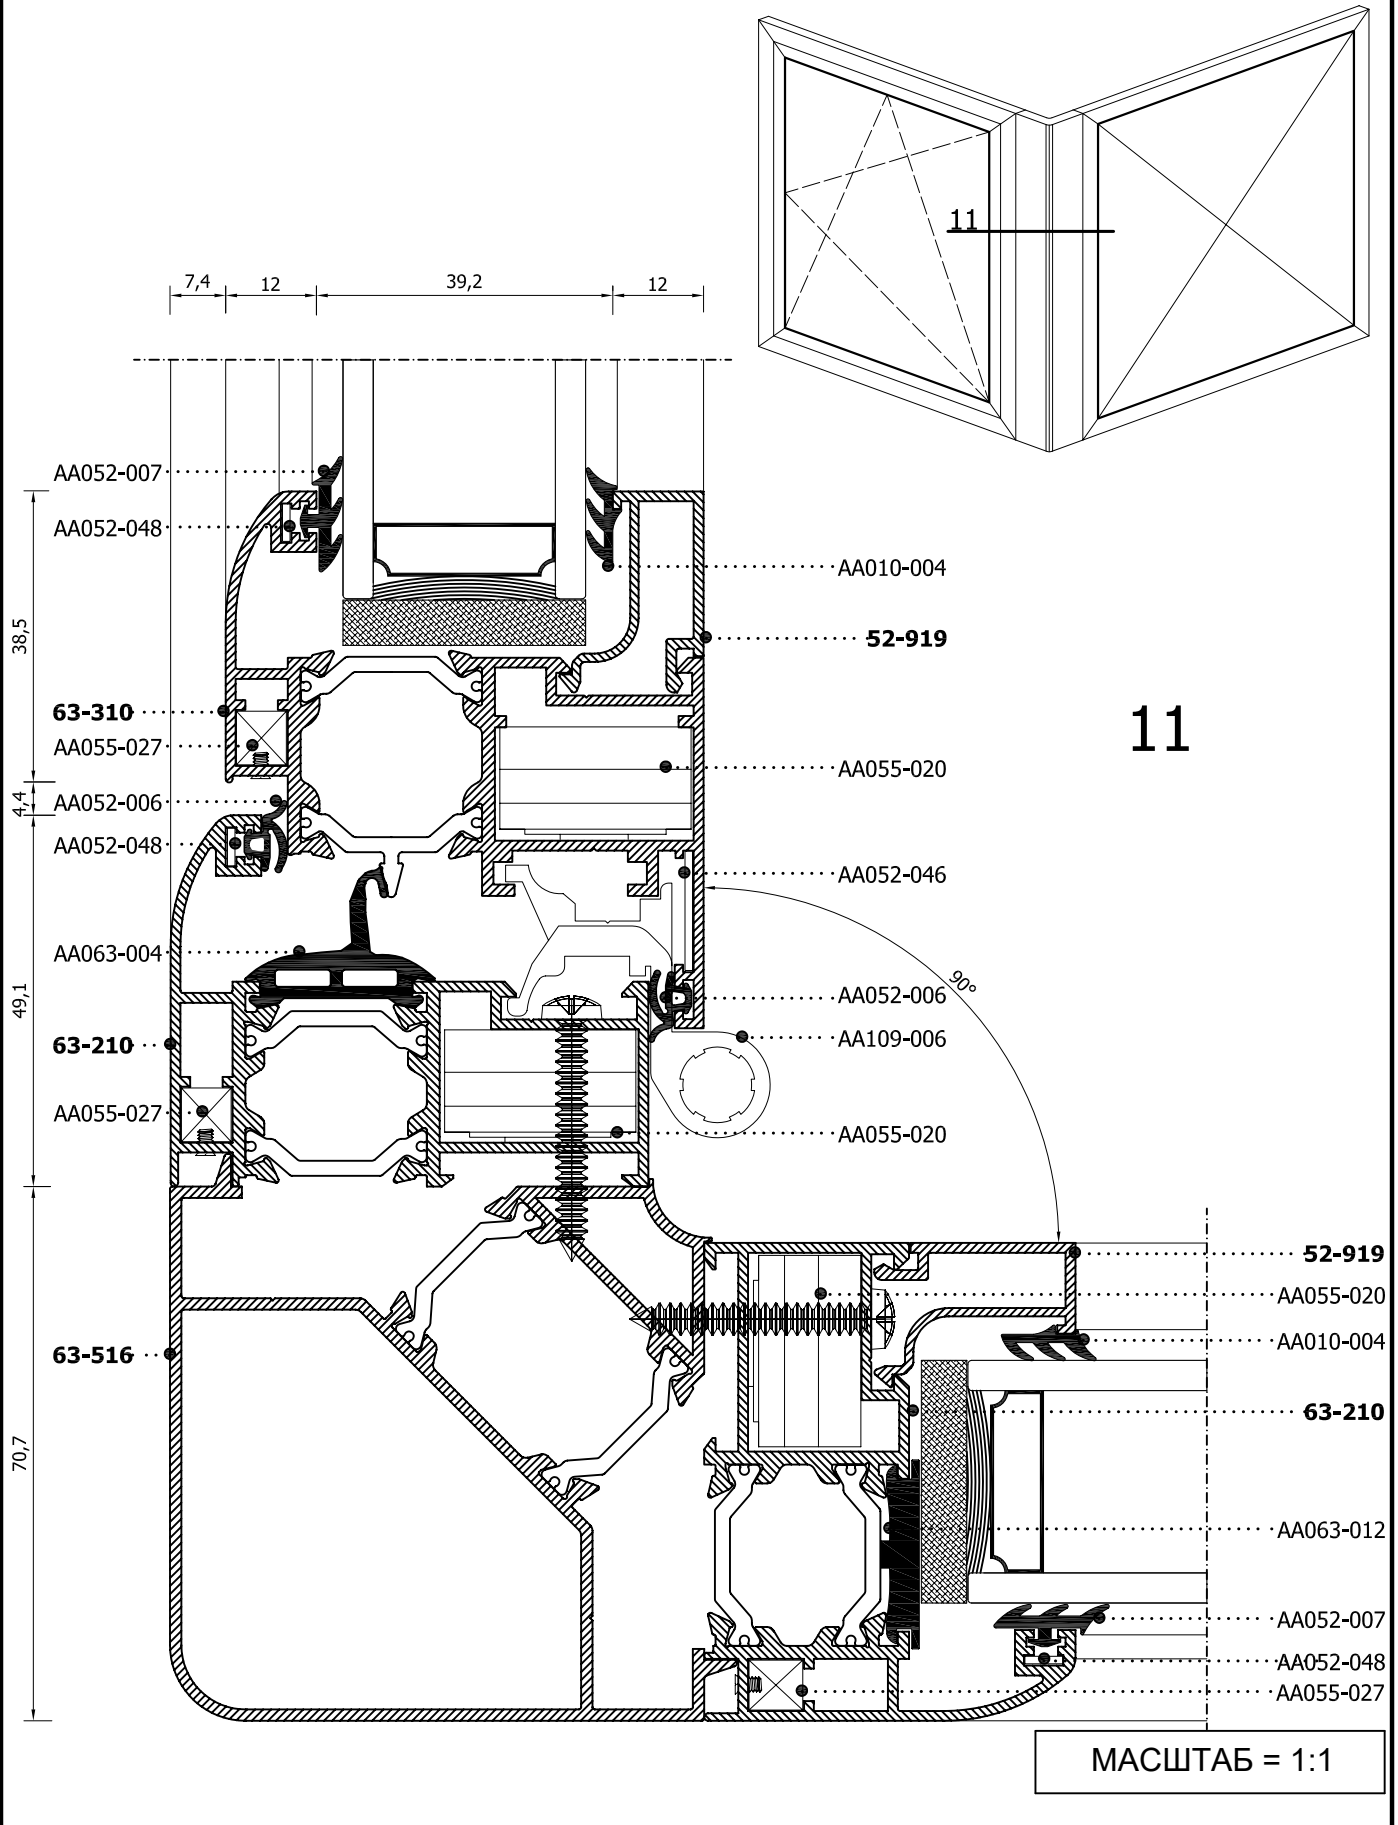 11
7,4
12
39,2
12
AA052-007
AA052-048
AA010-004
38,5
52-919
63-310
11
AA055-027
AA055-020
4,4
AA052-006
AA052-048
AA052-046
AA063-004
90°
AA052-006
49,1
63-210
AA109-006
AA055-027
AA055-020
52-919
AA055-020
63-516
AA010-004
63-210
70,7
AA063-012
AA052-007
AA052-048
AA055-027
МАСШТАБ = 1:1